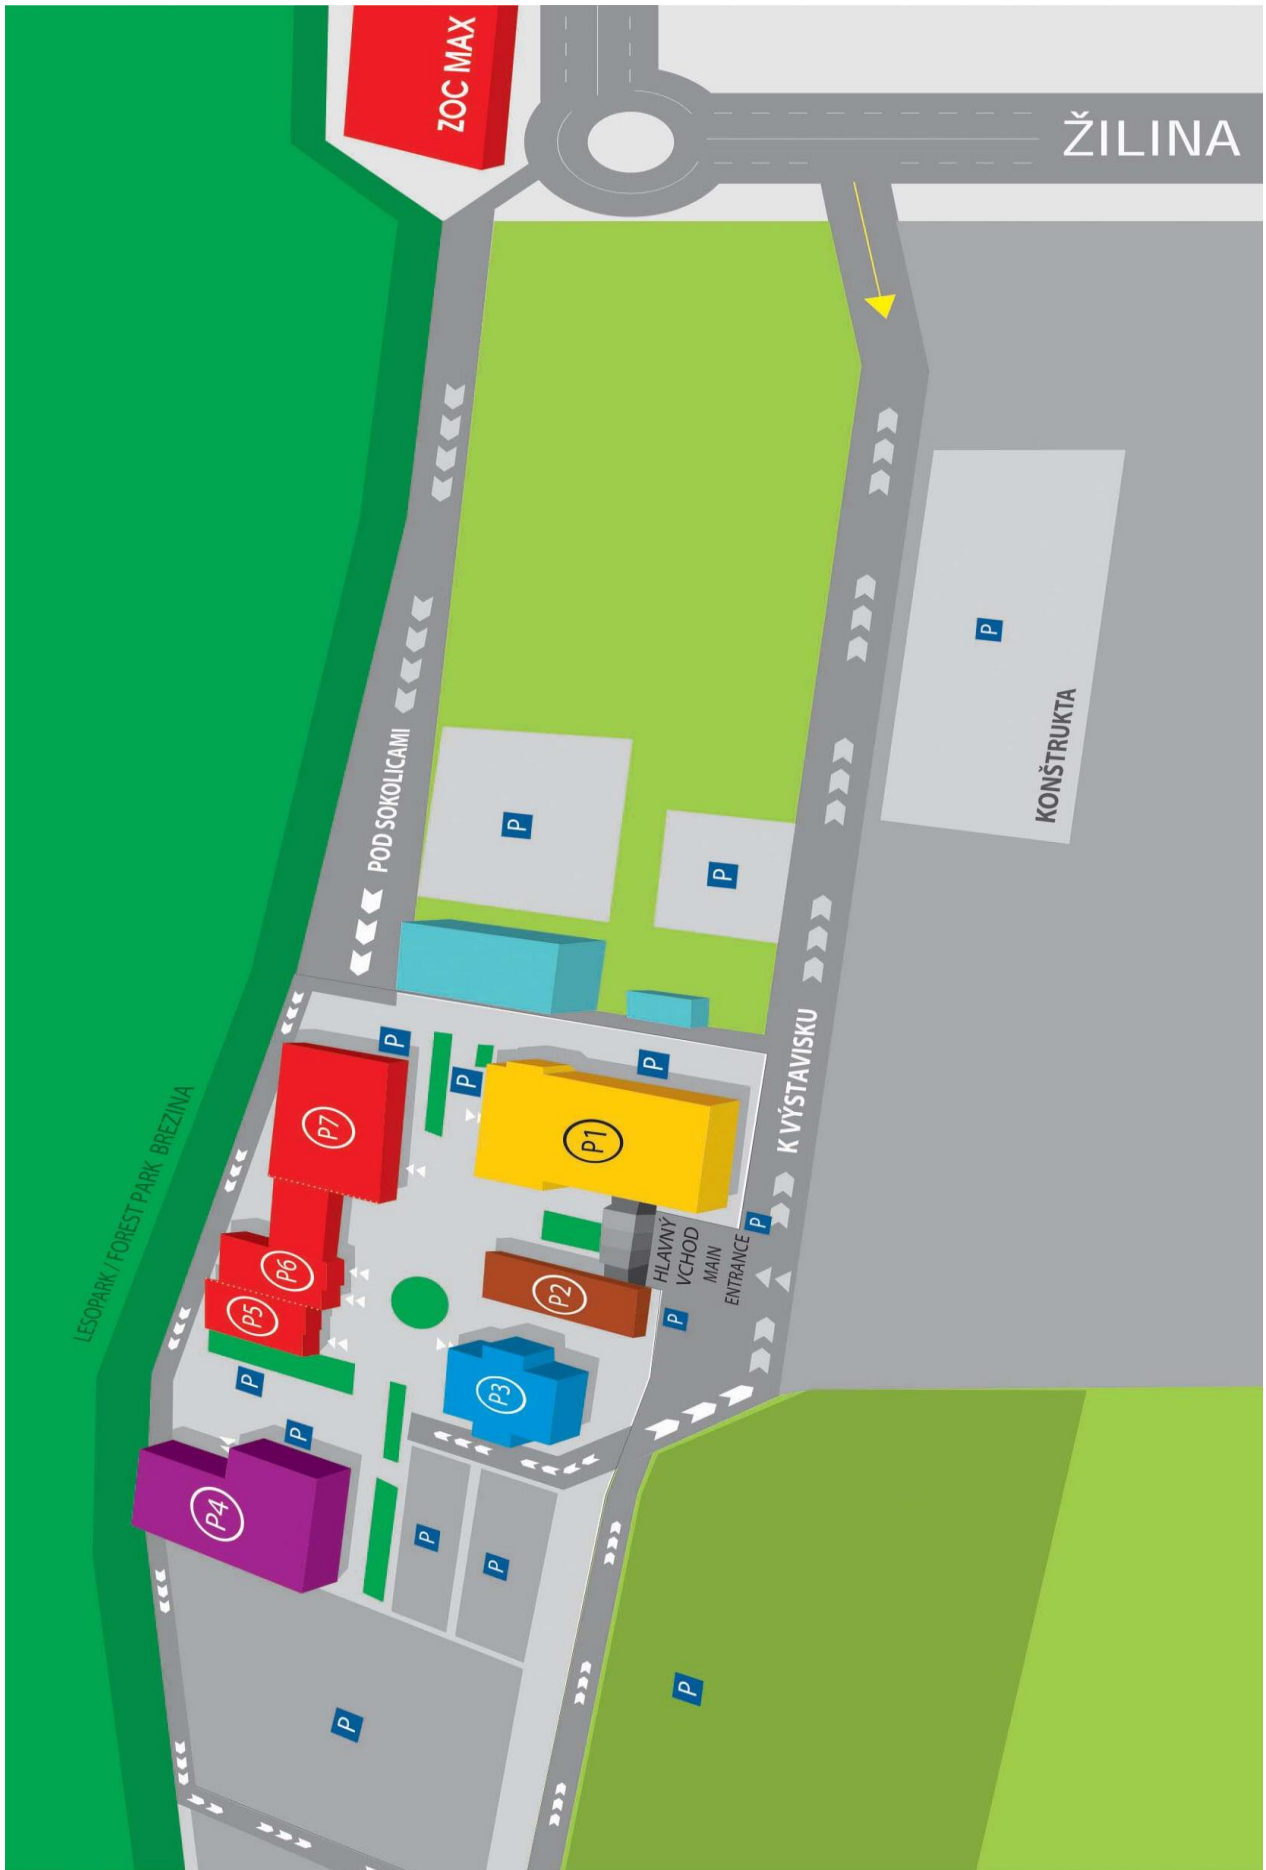 ZOC MAX
ŽILINA
POD SOKOLICAMI
P
P
P
KONŠTRUKTA
K VÝSTAVISKU
LESOPARK / FOREST PARK BREZINA
P
P
P
P7
P1
P6
P5
P2
P3
P4
HLAVNÝ
VCHOD
MAIN
ENTRANCE
P
P
P
P
P
P
P
P